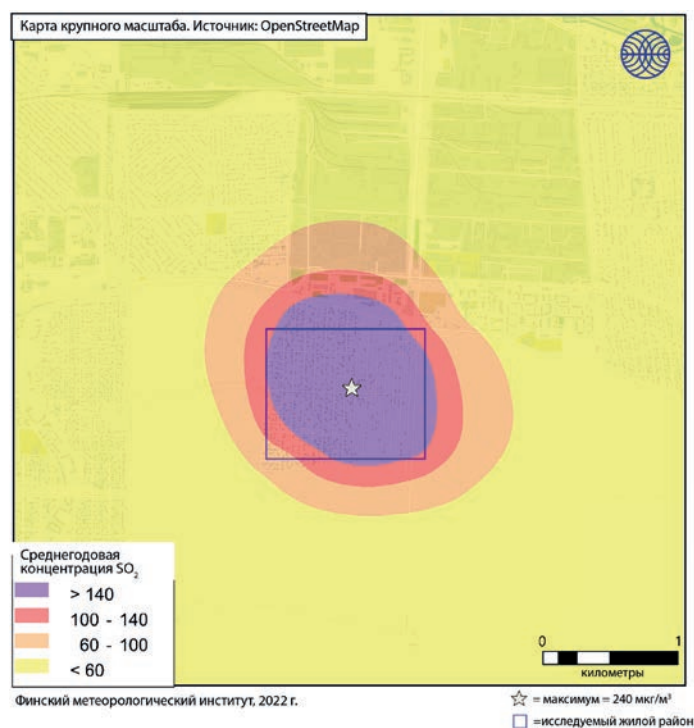 Карта крупного масштаба. Источник: OpenStreetMap
Среднегодовая
концентрация SO₂
> 140
100 - 140
60 - 100
< 60
0 1
километры
Финский метеорологический институт, 2022 г.
= максимум = 240 мкг/м³
=исследуемый жилой район